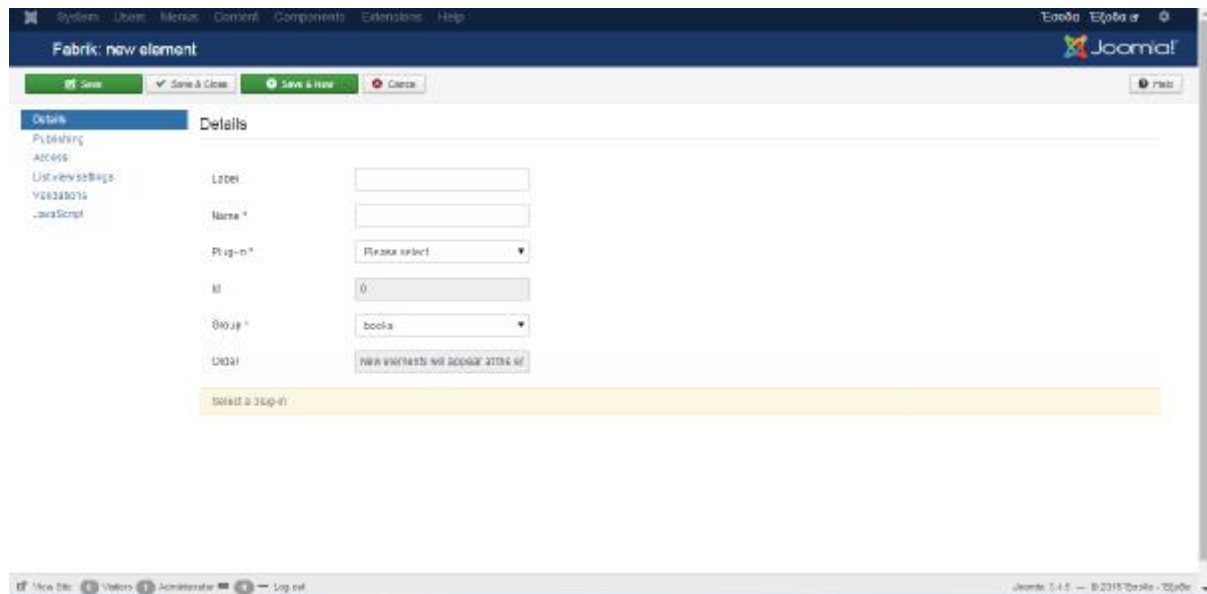 System Users Menus Content Components Extensions Help
Έσοδα Έξοδα
Fabrik: new element
Joomla!
Save
Save & Close
Save & New
Cancel
Help
Details
Publishing
Access
List view settings
Validations
JavaScript
Details
Label
Name *
Plug-in *
Please select
Id
0
Group *
books
Order
New elements will appear at the er
Select a plug-in
View Site
Visitors
Administrator
Log out